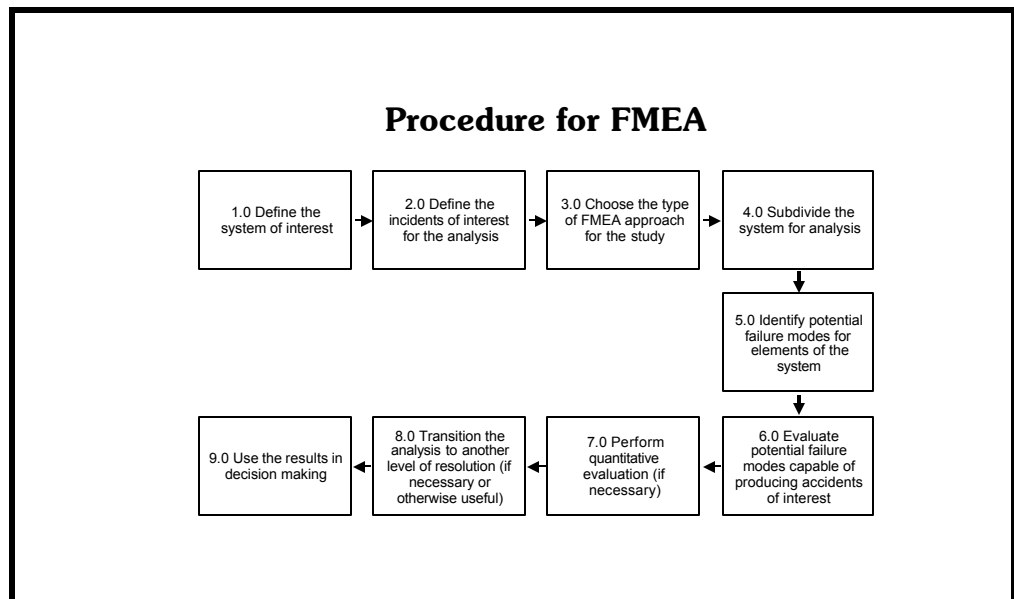 Procedure for FMEA
1.0 Define the
system of interest
2.0 Define the
incidents of interest
for the analysis
3.0 Choose the type
of FMEA approach
for the study
4.0 Subdivide the
system for analysis
5.0 Identify potential
failure modes for
elements of the
system
6.0 Evaluate
potential failure
modes capable of
producing accidents
of interest
7.0 Perform
quantitative
evaluation (if
necessary)
8.0 Transition the
analysis to another
level of resolution (if
necessary or
otherwise useful)
9.0 Use the results in
decision making